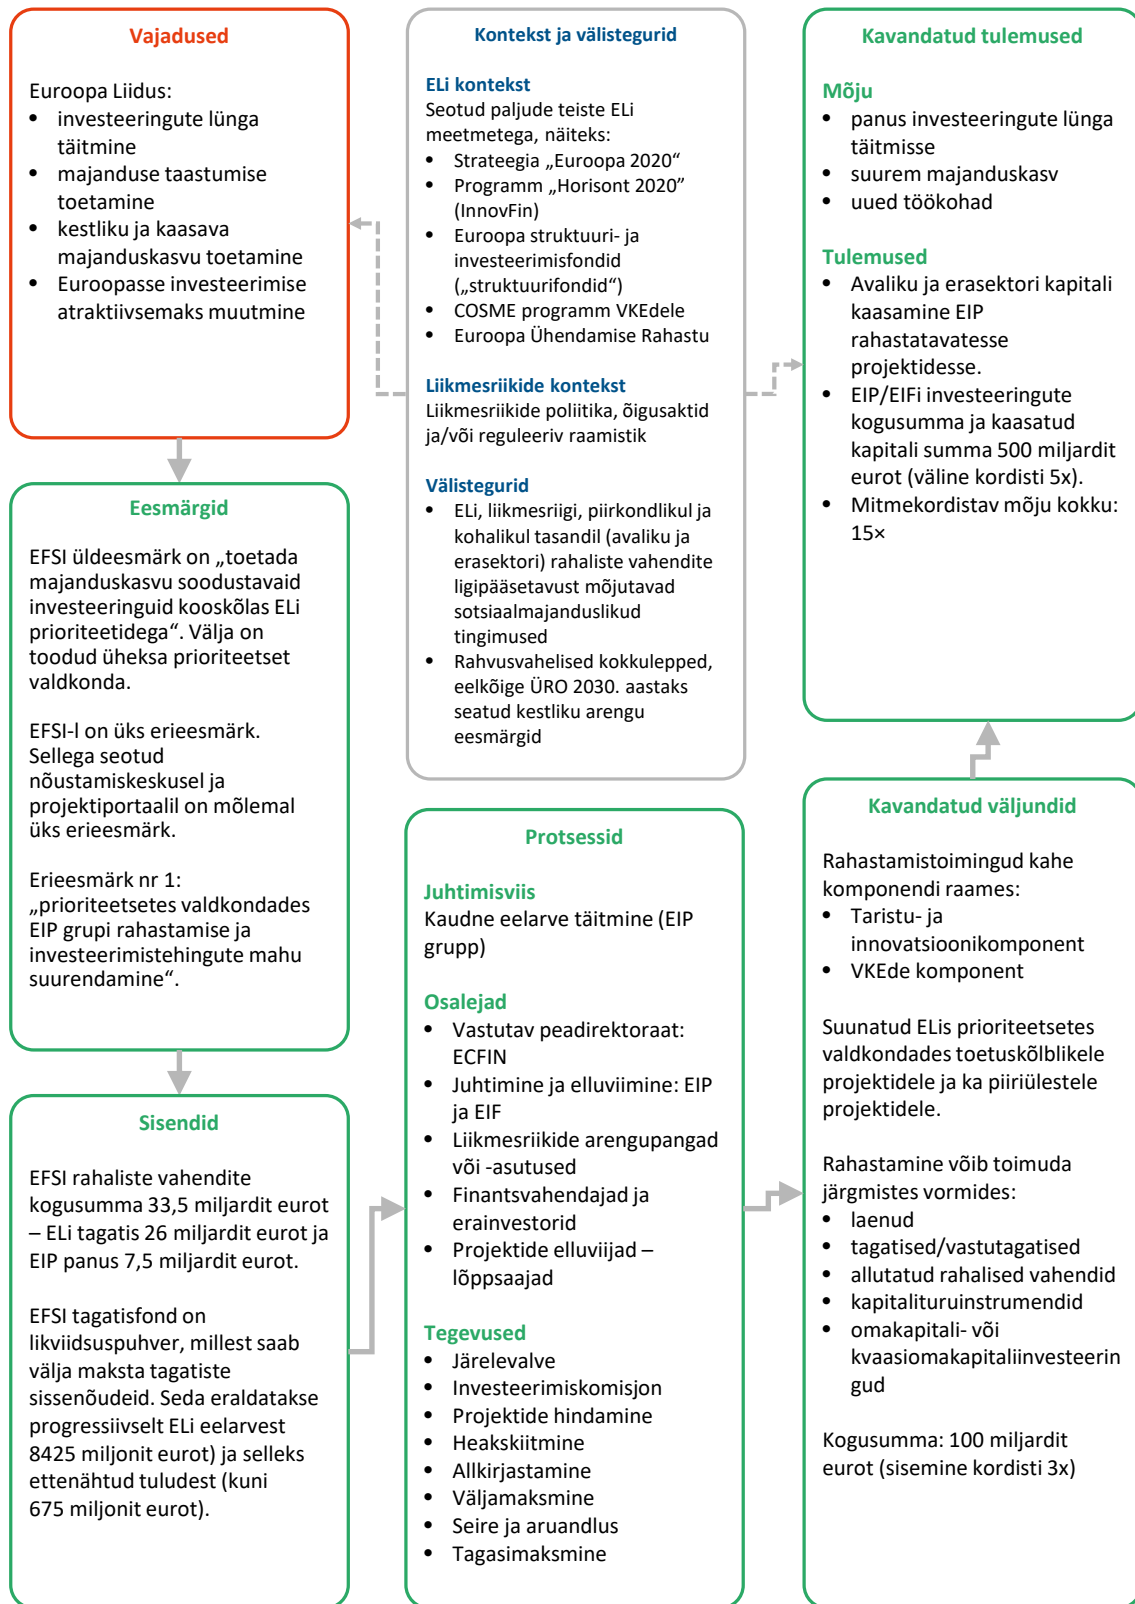 Vajadused
Euroopa Liidus:
• investeeringute lünga
täitmine
• majanduse taastumise
toetamine
• kestliku ja kaasava
majanduskasvu toetamine
• Euroopasse investeerimise
atraktiivsemaks muutmine
Eesmärgid
EFSI üldeesmärk on „toetada
majanduskasvu soodustavaid
investeeringuid kooskõlas ELi
prioriteetidega“. Välja on
toodud üheksa prioriteetset
valdkonda.
EFSI-l on üks erieesmärk.
Sellega seotud
nõustamiskeskusel ja
projektiportaalil on mõlemal
üks erieesmärk.
Erieesmärk nr 1:
„prioriteetsetes valdkondades
EIP grupi rahastamise ja
investeerimistehingute mahu
suurendamine“.
Sisendid
EFSI rahaliste vahendite
kogusumma 33,5 miljardit eurot
– ELi tagatis 26 miljardit eurot ja
EIP panus 7,5 miljardit eurot.
EFSI tagatisfond on
likviidsuspuhver, millest saab
välja maksta tagatiste
sissenõudeid. Seda eraldatakse
progressiivselt ELi eelarvest
8425 miljonit eurot) ja selleks
ettenähtud tuludest (kuni
675 miljonit eurot).
Kontekst ja välistegurid
ELi kontekst
Seotud paljude teiste ELi
meetmetega, näiteks:
• Strateegia „Euroopa 2020“
• Programm „Horisont 2020”
(InnovFin)
• Euroopa struktuuri- ja
investeerimisfondid
(„struktuurifondid“)
• COSME programm VKEdele
• Euroopa Ühendamise Rahastu
Liikmesriikide kontekst
Liikmesriikide poliitika, õigusaktid
ja/või reguleeriv raamistik
Välistegurid
• ELi, liikmesriigi, piirkondlikul ja
kohalikul tasandil (avaliku ja
erasektori) rahaliste vahendite
ligipääsetavust mõjutavad
sotsiaalmajanduslikud
tingimused
• Rahvusvahelised kokkulepped,
eelkõige ÜRO 2030. aastaks
seatud kestliku arengu
eesmärgid
Protsessid
Juhtimisviis
Kaudne eelarve täitmine (EIP
grupp)
Osalejad
• Vastutav peadirektoraat:
ECFIN
• Juhtimine ja elluviimine: EIP
ja EIF
• Liikmesriikide arengupangad
või -asutused
• Finantsvahendajad ja
erainvestorid
• Projektide elluviijad –
lõppsaajad
Tegevused
• Järelevalve
• Investeerimiskomisjon
• Projektide hindamine
• Heakskiitmine
• Allkirjastamine
• Väljamaksmine
• Seire ja aruandlus
• Tagasimaksmine
Kavandatud tulemused
Mõju
• panus investeeringute lünga
täitmisse
• suurem majanduskasv
• uued töökohad
Tulemused
• Avaliku ja erasektori kapitali
kaasamine EIP
rahastatavatesse
projektidesse.
• EIP/EIFi investeeringute
kogusumma ja kaasatud
kapitali summa 500 miljardit
eurot (väline kordisti 5x).
• Mitmekordistav mõju kokku:
15×
Kavandatud väljundid
Rahastamistoimingud kahe
komponendi raames:
• Taristu- ja
innovatsioonikomponent
• VKEde komponent
Suunatud ELis prioriteetsetes
valdkondades toetuskõlblikele
projektidele ja ka piiriülestele
projektidele.
Rahastamine võib toimuda
järgmistes vormides:
• laenud
• tagatised/vastutagatised
• allutatud rahalised vahendid
• kapitalituruinstrumendid
• omakapitali- või
kvaasiomakapitaliinvesteerin
gud
Kogusumma: 100 miljardit
eurot (sisemine kordisti 3x)